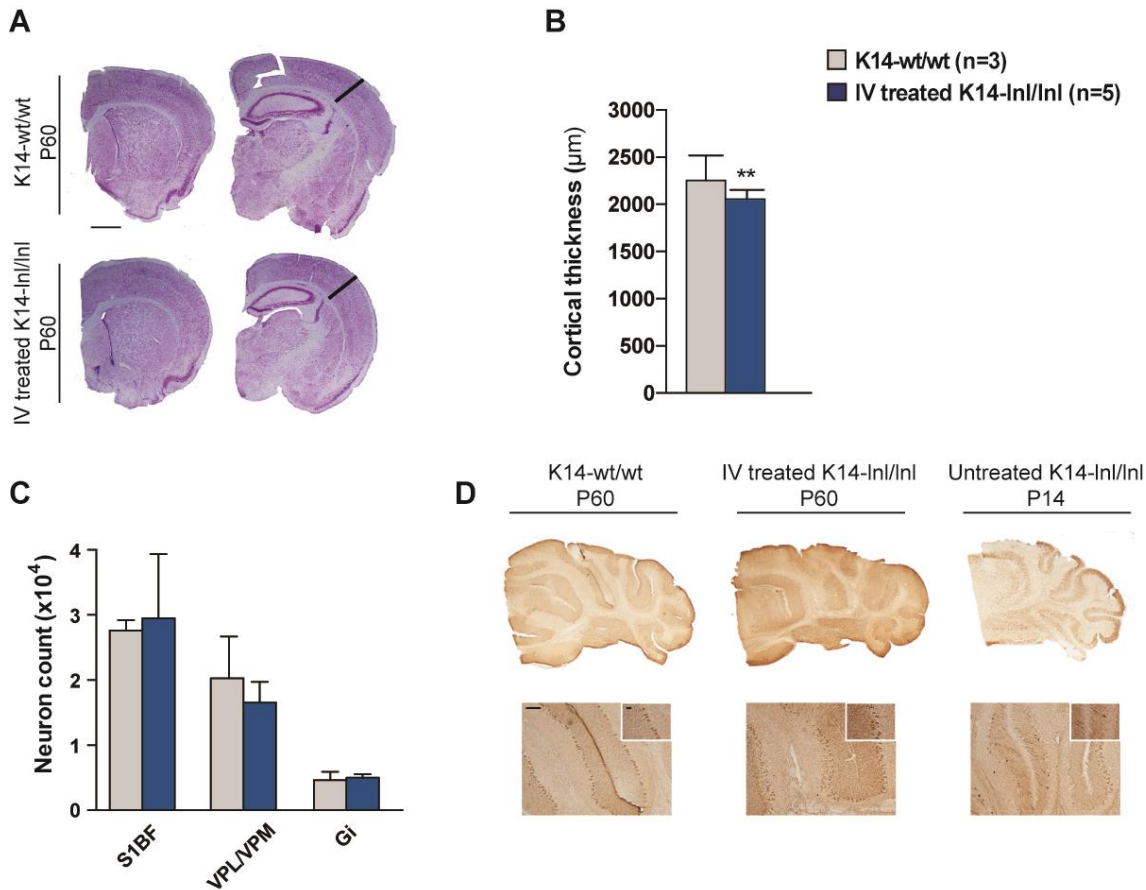 A
K14-wt/wt
P60
IV treated K14-lnl/lnl
P60
B
K14-wt/wt (n=3)
IV treated K14-lnl/lnl (n=5)
Cortical thickness (µm)
3000
2500
2000
1500
1000
500
0
**
C
Neuron count (x10⁴)
4
3
2
1
0
S1BF
VPL/VPM
Gi
D
K14-wt/wt
P60
IV treated K14-lnl/lnl
P60
Untreated K14-lnl/lnl
P14